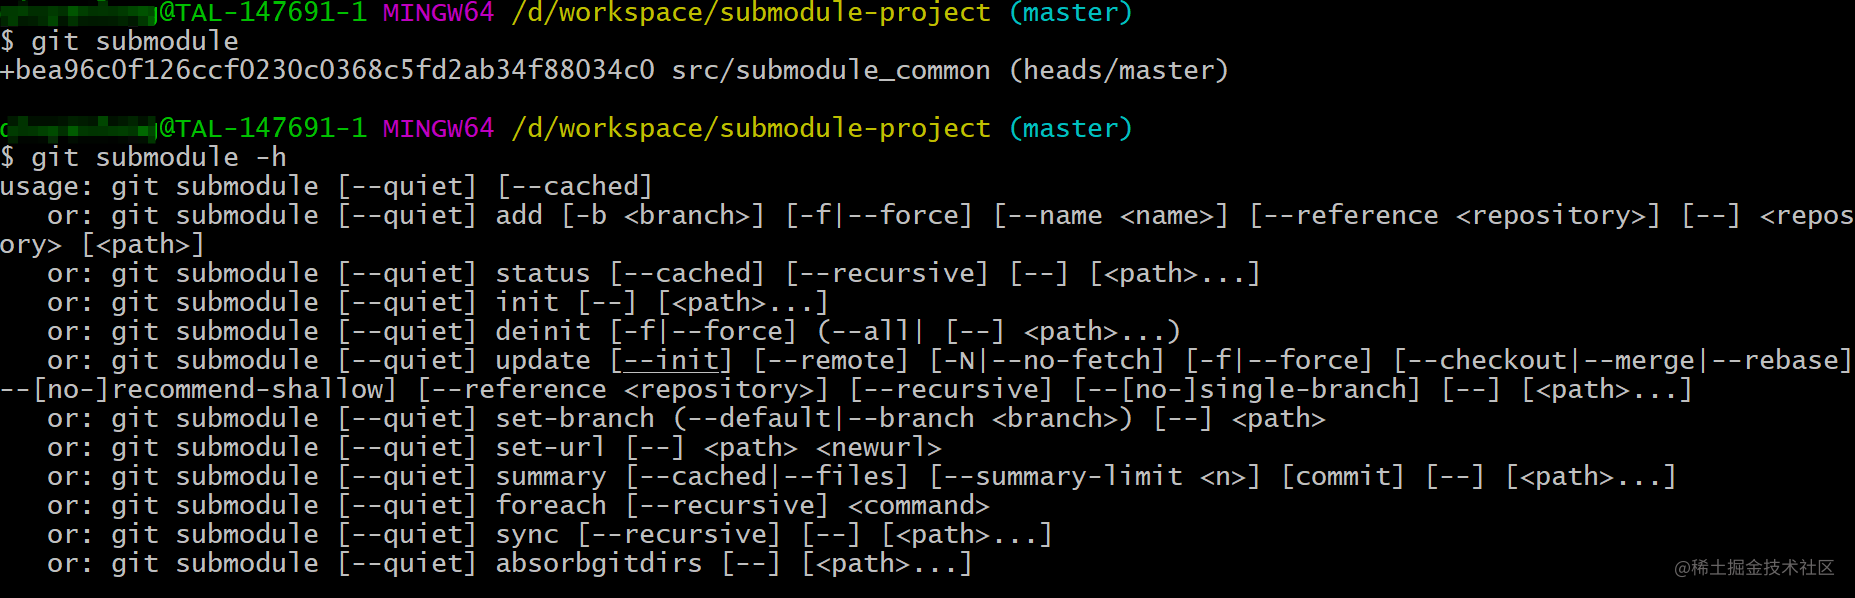 @TAL-147691-1 MINGW64 /d/workspace/submodule-project (master)
$ git submodule
+bea96c0f126ccf0230c0368c5fd2ab34f88034c0 src/submodule_common (heads/master)
@TAL-147691-1 MINGW64 /d/workspace/submodule-project (master)
$ git submodule -h
usage: git submodule [--quiet] [--cached]
   or: git submodule [--quiet] add [-b <branch>] [-f|--force] [--name <name>] [--reference <repository>] [--] <repos
ory> [<path>]
   or: git submodule [--quiet] status [--cached] [--recursive] [--] [<path>...]
   or: git submodule [--quiet] init [--] [<path>...]
   or: git submodule [--quiet] deinit [-f|--force] (--all| [--] <path>...)
   or: git submodule [--quiet] update [--init] [--remote] [-N|--no-fetch] [-f|--force] [--checkout|--merge|--rebase]
--[no-]recommend-shallow] [--reference <repository>] [--recursive] [--[no-]single-branch] [--] [<path>...]
   or: git submodule [--quiet] set-branch (--default|--branch <branch>) [--] <path>
   or: git submodule [--quiet] set-url [--] <path> <newurl>
   or: git submodule [--quiet] summary [--cached|--files] [--summary-limit <n>] [commit] [--] [<path>...]
   or: git submodule [--quiet] foreach [--recursive] <command>
   or: git submodule [--quiet] sync [--recursive] [--] [<path>...]
   or: git submodule [--quiet] absorbgitdirs [--] [<path>...]
@稀土掘金技术社区